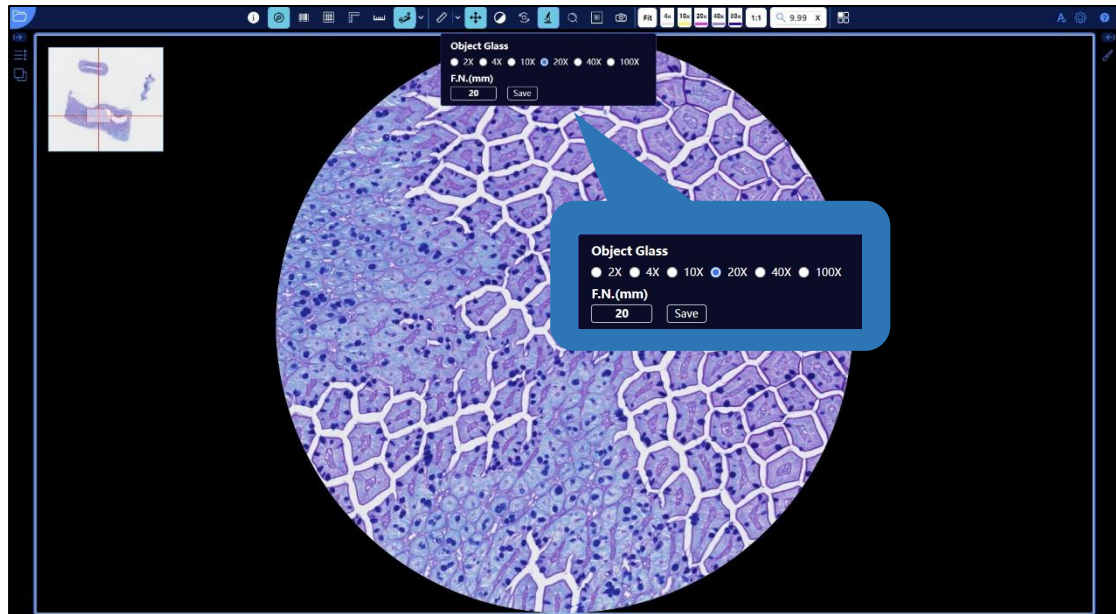 Fit 4x 10x 20x 40x 80x 1:1 9.99 X
Object Glass
2X 4X 10X 20X 40X 100X
F.N.(mm)
20 Save
Object Glass
2X 4X 10X 20X 40X 100X
F.N.(mm)
20 Save